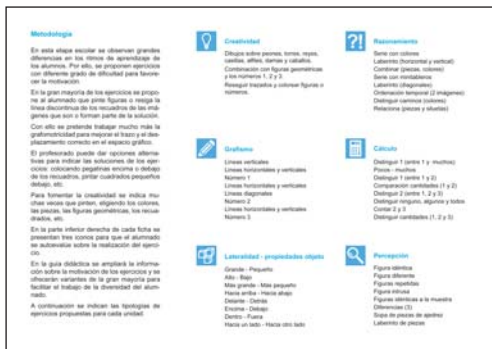 Metodología
En esta etapa escolar se observan grandes
diferencias en los ritmos de aprendizaje de
los alumnos. Por ello, se proponen ejercicios
con diferente grado de dificultad para favore-
cer la motivación.
En la gran mayoría de los ejercicios se propo-
ne al alumnado que pinte figuras o resiga la
línea discontinua de los recuadros de las imá-
genes que son o forman parte de la solución.
Con ello se pretende trabajar mucho más la
grafomotricidad para mejorar el trazo y el des-
plazamiento correcto en el espacio gráfico.
El profesorado puede dar opciones alterna-
tivas para indicar las soluciones de los ejer-
cicios: colocando pegatinas encima o debajo
de los recuadros, pintar cuadrados pequeños
debajo, etc.
Para fomentar la creatividad se indica mu-
chas veces que pinten, eligiendo los colores,
las piezas, las figuras geométricas, los recua-
drados, etc.
En la parte inferior derecha de cada ficha se
presentan tres iconos para que el alumnado
se autoevalúe sobre la realización del ejerci-
cio.
En la guía didáctica se ampliará la informa-
ción sobre la motivación de los ejercicios y se
ofrecerán variantes de la gran mayoría para
facilitar el trabajo de la diversidad del alum-
nado.
A continuación se indican las tipologías de
ejercicios propuestas para cada unidad:
Creatividad
Dibujos sobre peones, torres, reyes,
casillas, alfiles, damas y caballos.
Combinación con figuras geométricas
y los números 1, 2 y 3.
Reseguir trazados y colorear figuras o
números.
Grafismo
Líneas verticales
Líneas horizontales y verticales
Número 1
Líneas horizontales y verticales
Líneas diagonales
Número 2
Líneas horizontales y verticales
Número 3
Lateralidad - propiedades objeto
Grande - Pequeño
Alto - Bajo
Más grande - Más pequeño
Hacia arriba - Hacia abajo
Delante - Detrás
Encima - Debajo
Dentro - Fuera
Hacia un lado - Hacia otro lado
?!
Razonamiento
Serie con colores
Laberinto (horizontal y vertical)
Combinar (piezas, colores)
Serie con minitableros
Laberinto (diagonales)
Ordenación temporal (2 imágenes)
Distinguir caminos (colores)
Relaciona (piezas y siluetas)
Cálculo
Distinguir 1 (entre 1 y muchos)
Pocos - muchos
Distinguir 1 (entre 1 y 2)
Comparación cantidades (1 y 2)
Distinguir 2 (entre 1, 2 y 3)
Distinguir ninguno, algunos y todos
Contar 2 y 3
Distinguir cantidades (1, 2 y 3)
Percepción
Figura idéntica
Figura diferente
Figuras repetidas
Figura intrusa
Figuras idénticas a la muestra
Diferencias (3)
Sopa de piezas de ajedrez
Laberinto de piezas